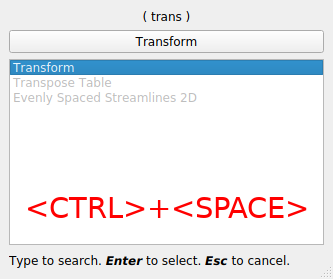 ( trans )
Transform
Transform
Transpose Table
Evenly Spaced Streamlines 2D
<CTRL>+<SPACE>
Type to search. Enter to select. Esc to cancel.